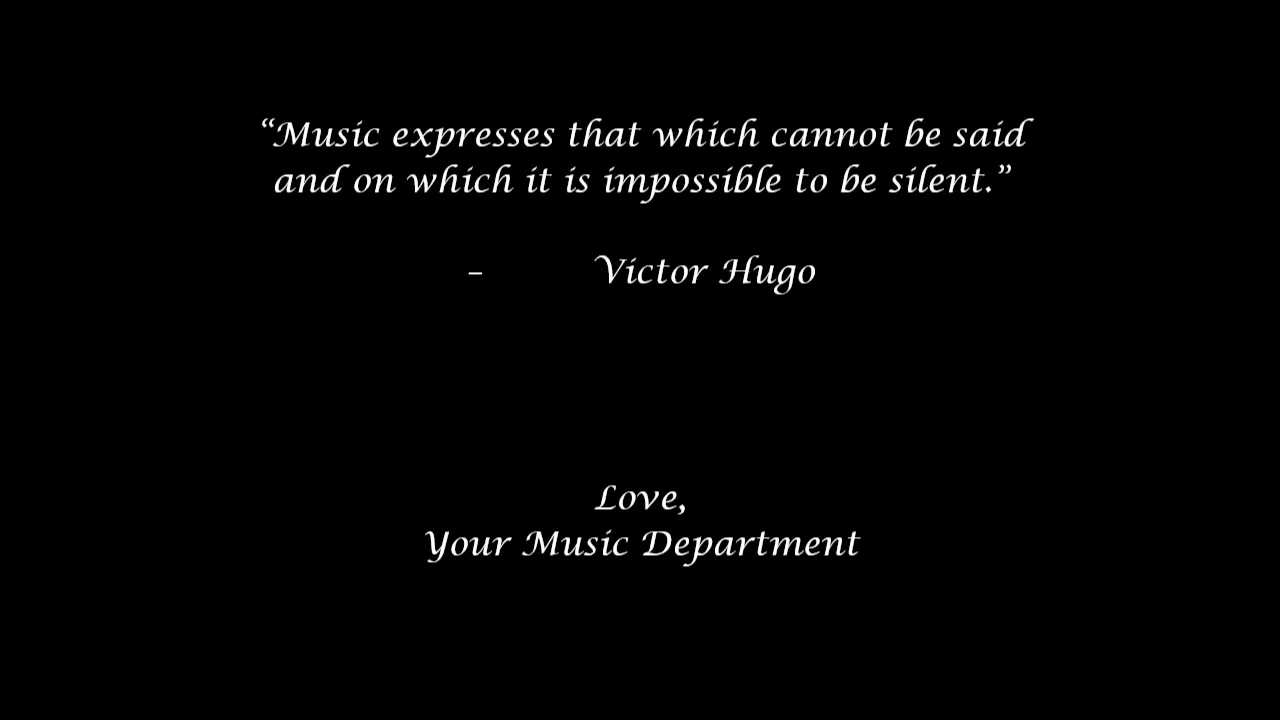 “Music expresses that which cannot be said
and on which it is impossible to be silent.”
– Victor Hugo
Love,
Your Music Department